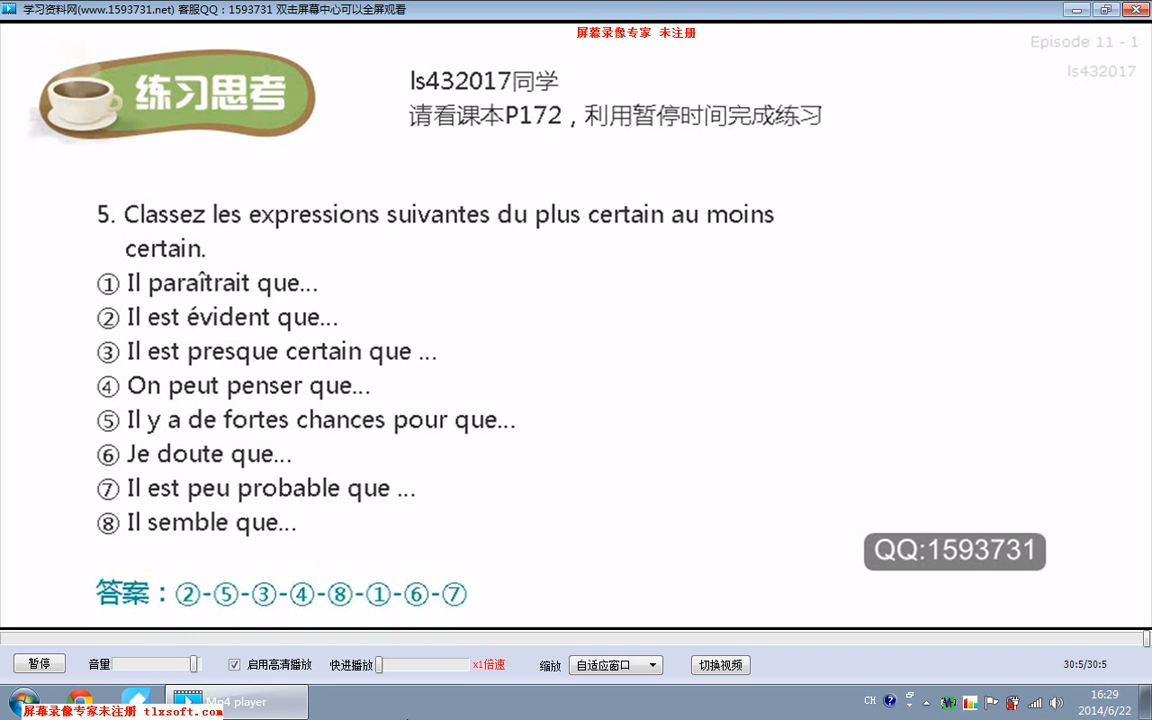 学习资料网(www.1593731.net) 客服QQ：1593731 双击屏幕中心可以全屏观看
屏幕录像专家 未注册
Episode 11 - 1
ls432017
练习思考
ls432017同学
请看课本P172，利用暂停时间完成练习
5. Classez les expressions suivantes du plus certain au moins
certain.
① Il paraîtrait que...
② Il est évident que...
③ Il est presque certain que ...
④ On peut penser que...
⑤ Il y a de fortes chances pour que...
⑥ Je doute que...
⑦ Il est peu probable que ...
⑧ Il semble que...
QQ:1593731
答案：②-⑤-③-④-⑧-①-⑥-⑦
暂停 音量 启用高清播放 快进播放 x1倍速 缩放 自适应窗口 切换视频 30:5/30:5
Mp4 player
CH
16:29
2014/6/22
屏幕录像专家未注册 tlxsoft.com